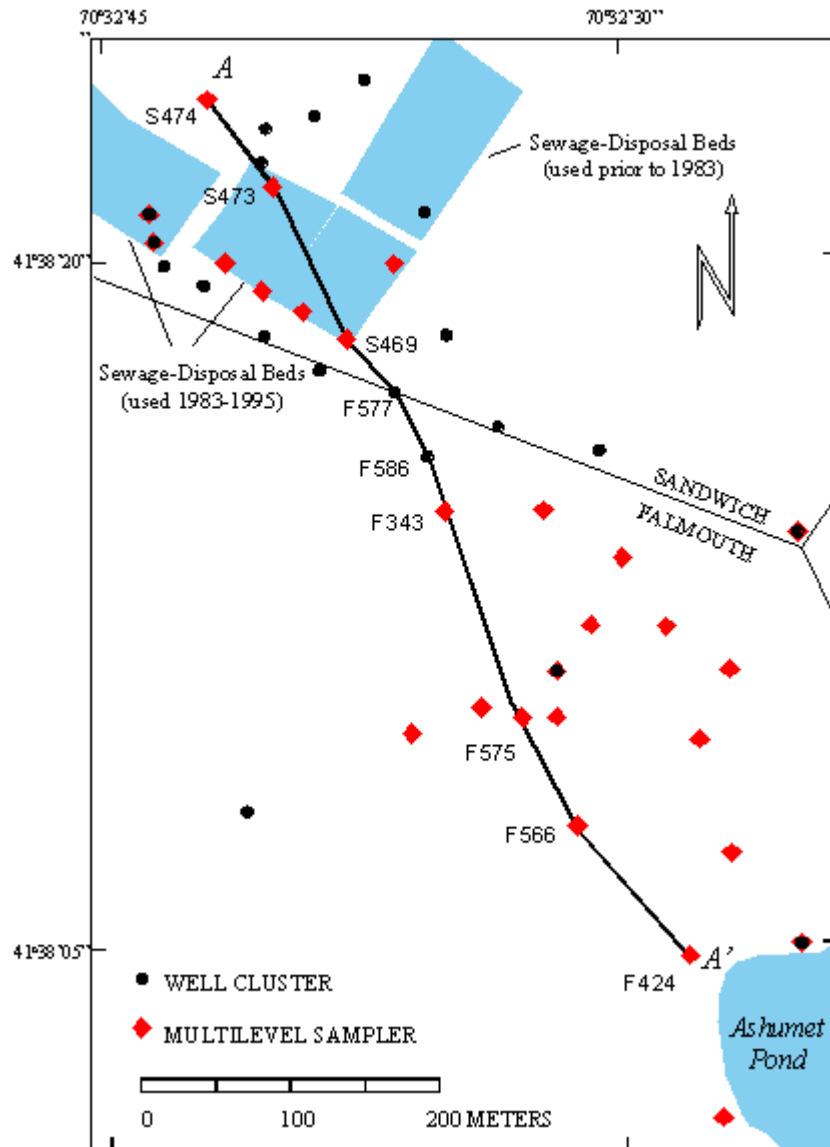 70°32'45
''
70°32'30''
A
S474
Sewage-Disposal Beds
(used prior to 1983)
S473
41°38'20''
S469
Sewage-Disposal Beds
(used 1983-1995)
F577
F586
SANDWICH
FALMOUTH
F343
F575
F566
41°38'05''
A'
F424
WELL CLUSTER
MULTILEVEL SAMPLER
Ashumet
Pond
0 100 200 METERS
N